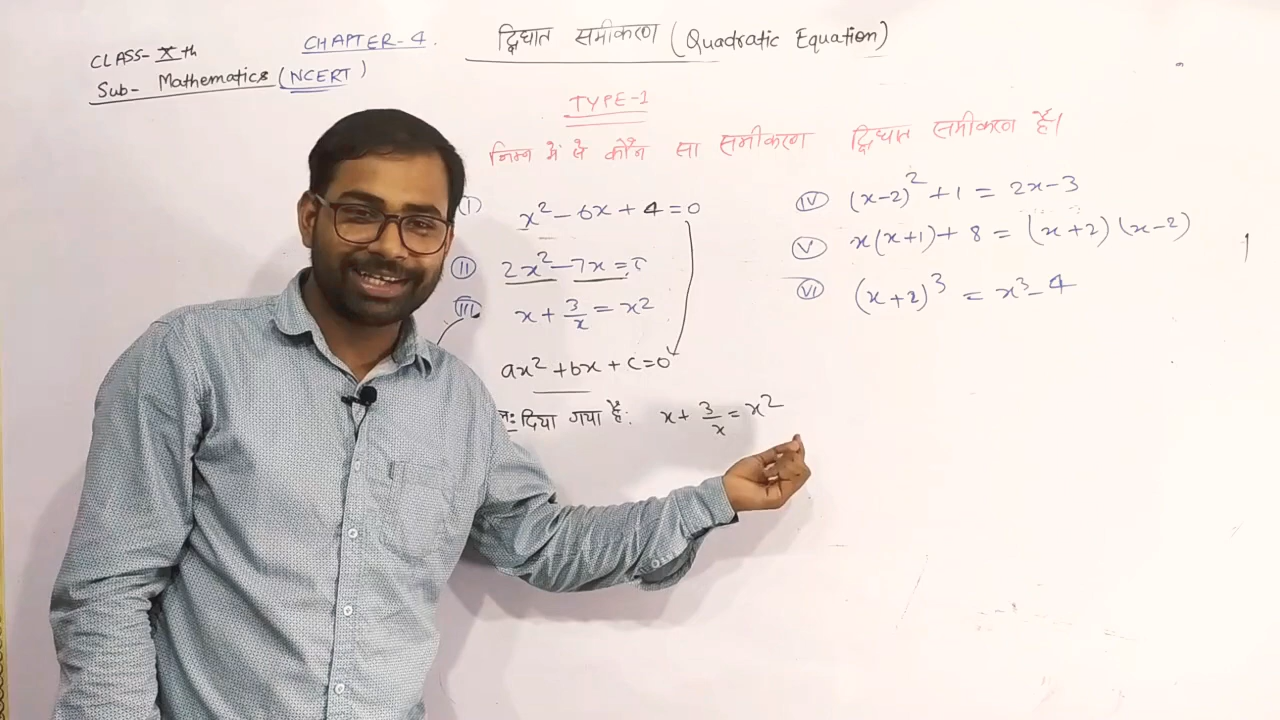 CLASS- Xth
Sub- Mathematics (NCERT)
CHAPTER-4.
द्विघात समीकरण (Quadratic Equation)
TYPE-1
निम्न में से कौन सा समीकरण द्विघात समीकरण है।
(I) x² - 6x + 4 = 0
(II) 2x² - 7x =
(III) x + 3/x = x²
ax² + bx + c = 0
दिया गया है: x + 3/x = x²
(IV) (x-2)² + 1 = 2x - 3
(V) x(x+1) + 8 = (x+2)(x-2)
(VI) (x+2)³ = x³ - 4